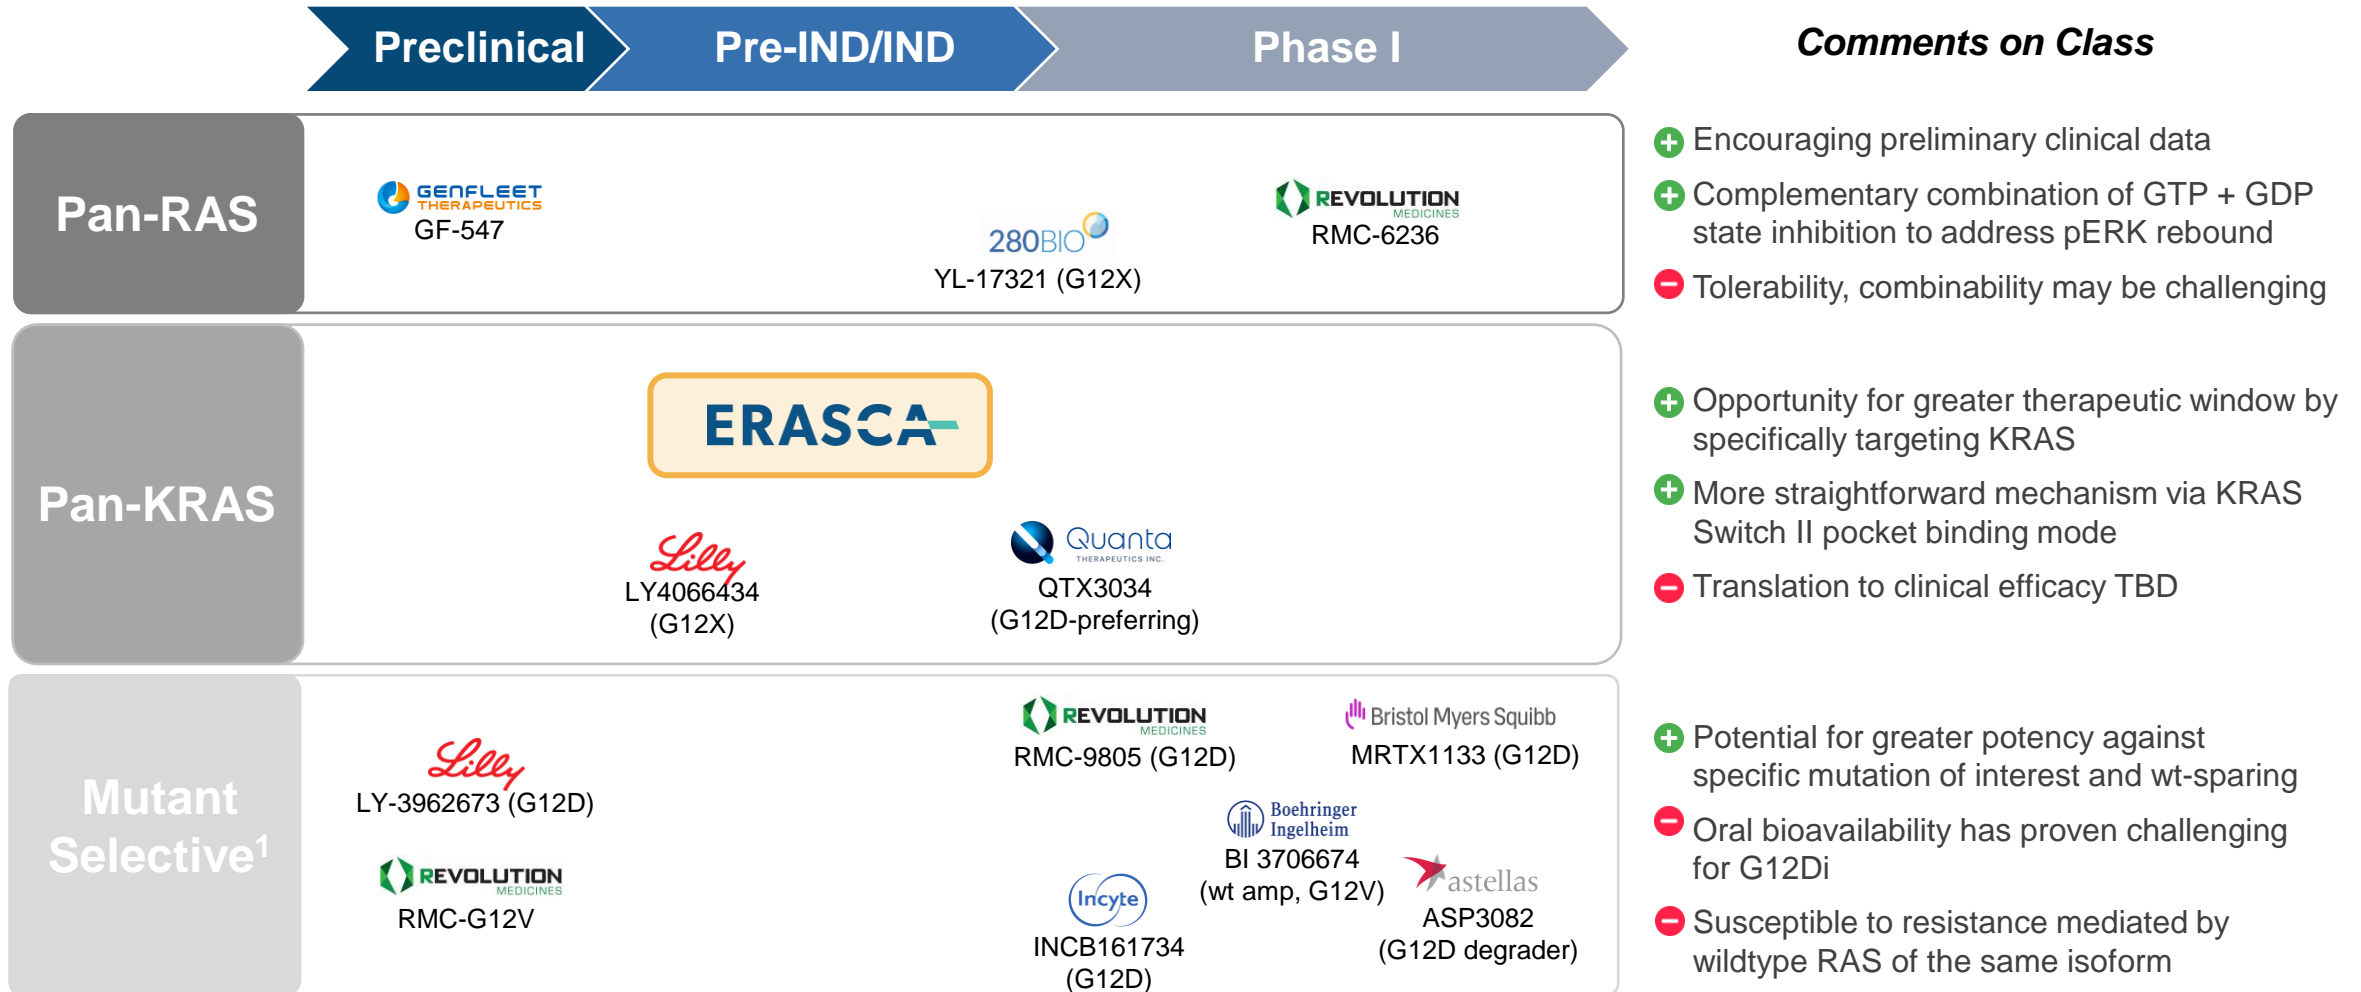 Preclinical
Pre-IND/IND
Phase I
Comments on Class
Pan-RAS
GENFLEET
THERAPEUTICS
GF-547
280BIO
YL-17321 (G12X)
REVOLUTION
MEDICINES
RMC-6236
Encouraging preliminary clinical data
Complementary combination of GTP + GDP
state inhibition to address pERK rebound
Tolerability, combinability may be challenging
Pan-KRAS
ERASCA
Lilly
LY4066434
(G12X)
Quanta
THERAPEUTICS INC.
QTX3034
(G12D-preferring)
Opportunity for greater therapeutic window by
specifically targeting KRAS
More straightforward mechanism via KRAS
Switch II pocket binding mode
Translation to clinical efficacy TBD
Mutant
Selective¹
Lilly
LY-3962673 (G12D)
REVOLUTION
MEDICINES
RMC-G12V
REVOLUTION
MEDICINES
RMC-9805 (G12D)
Bristol Myers Squibb
MRTX1133 (G12D)
Boehringer
Ingelheim
BI 3706674
(wt amp, G12V)
Incyte
INCB161734
(G12D)
astellas
ASP3082
(G12D degrader)
Potential for greater potency against
specific mutation of interest and wt-sparing
Oral bioavailability has proven challenging
for G12Di
Susceptible to resistance mediated by
wildtype RAS of the same isoform